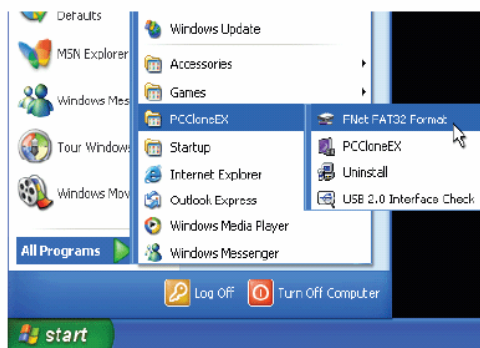 Defaults
MSN Explorer
Windows Mes
Tour Window
Windows Mov
All Programs
Windows Update
Accessories
Games
PCCloneEX
Startup
Internet Explorer
Outlook Express
Windows Media Player
Windows Messenger
FNet FAT32 Format
PCCloneEX
Uninstall
USB 2.0 Interface Check
Log Off
Turn Off Computer
start